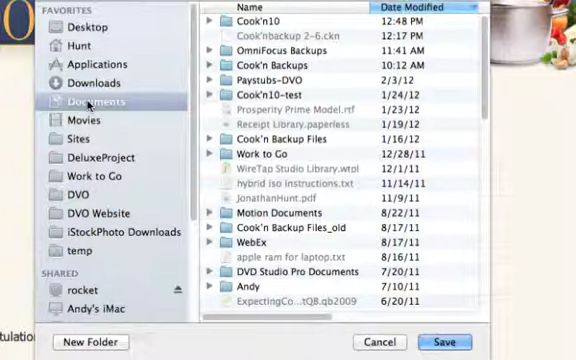 FAVORITES
Desktop
Hunt
Applications
Downloads
Documents
Movies
Sites
DeluxeProject
Work to Go
DVO
DVO Website
iStockPhoto Downloads
temp
SHARED
rocket
Andy's iMac
Name Date Modified
Cook'n10 12:48 PM
Cook'nbackup 2-6.ckn 12:17 PM
OmniFocus Backups 11:41 AM
Cook'n Backups 10:12 AM
Paystubs-DVO 2/3/12
Cook'n10-test 1/24/12
Prosperity Prime Model.rtf 1/23/12
Receipt Library.paperless 1/19/12
Cook'n Backup Files 1/16/12
Work to Go 12/28/11
WireTap Studio Library.wtpl 12/1/11
hybrid iso instructions.txt 11/14/11
JonathanHunt.pdf 11/9/11
Motion Documents 8/22/11
Cook'n Backup Files_old 8/17/11
WebEx 8/17/11
apple ram for laptop.txt 8/16/11
DVD Studio Pro Documents 7/20/11
Andy 7/10/11
ExpectingCo...tQB.qb2009 6/20/11
New Folder Cancel Save